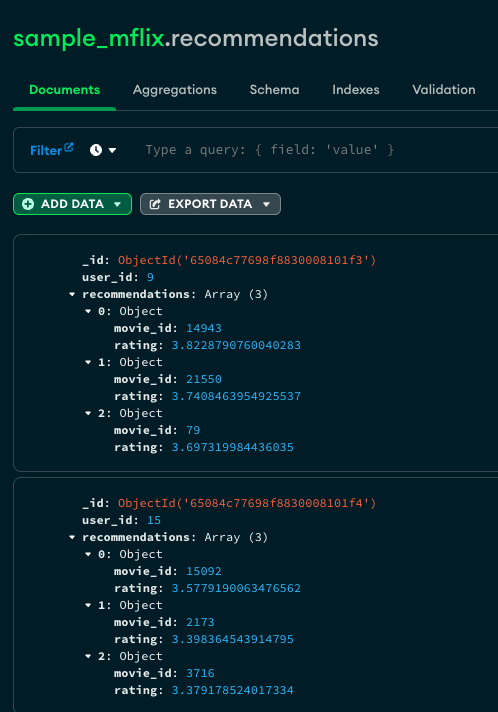 sample_mflix.recommendations
Documents Aggregations Schema Indexes Validation
Filter Type a query: { field: 'value' }
ADD DATA EXPORT DATA
_id: ObjectId('65084c77698f8830008101f3')
user_id: 9
recommendations: Array (3)
0: Object
movie_id: 14943
rating: 3.8228790760040283
1: Object
movie_id: 21550
rating: 3.7408463954925537
2: Object
movie_id: 79
rating: 3.697319984436035
_id: ObjectId('65084c77698f8830008101f4')
user_id: 15
recommendations: Array (3)
0: Object
movie_id: 15092
rating: 3.5779190063476562
1: Object
movie_id: 2173
rating: 3.398364543914795
2: Object
movie_id: 3716
rating: 3.379178524017334